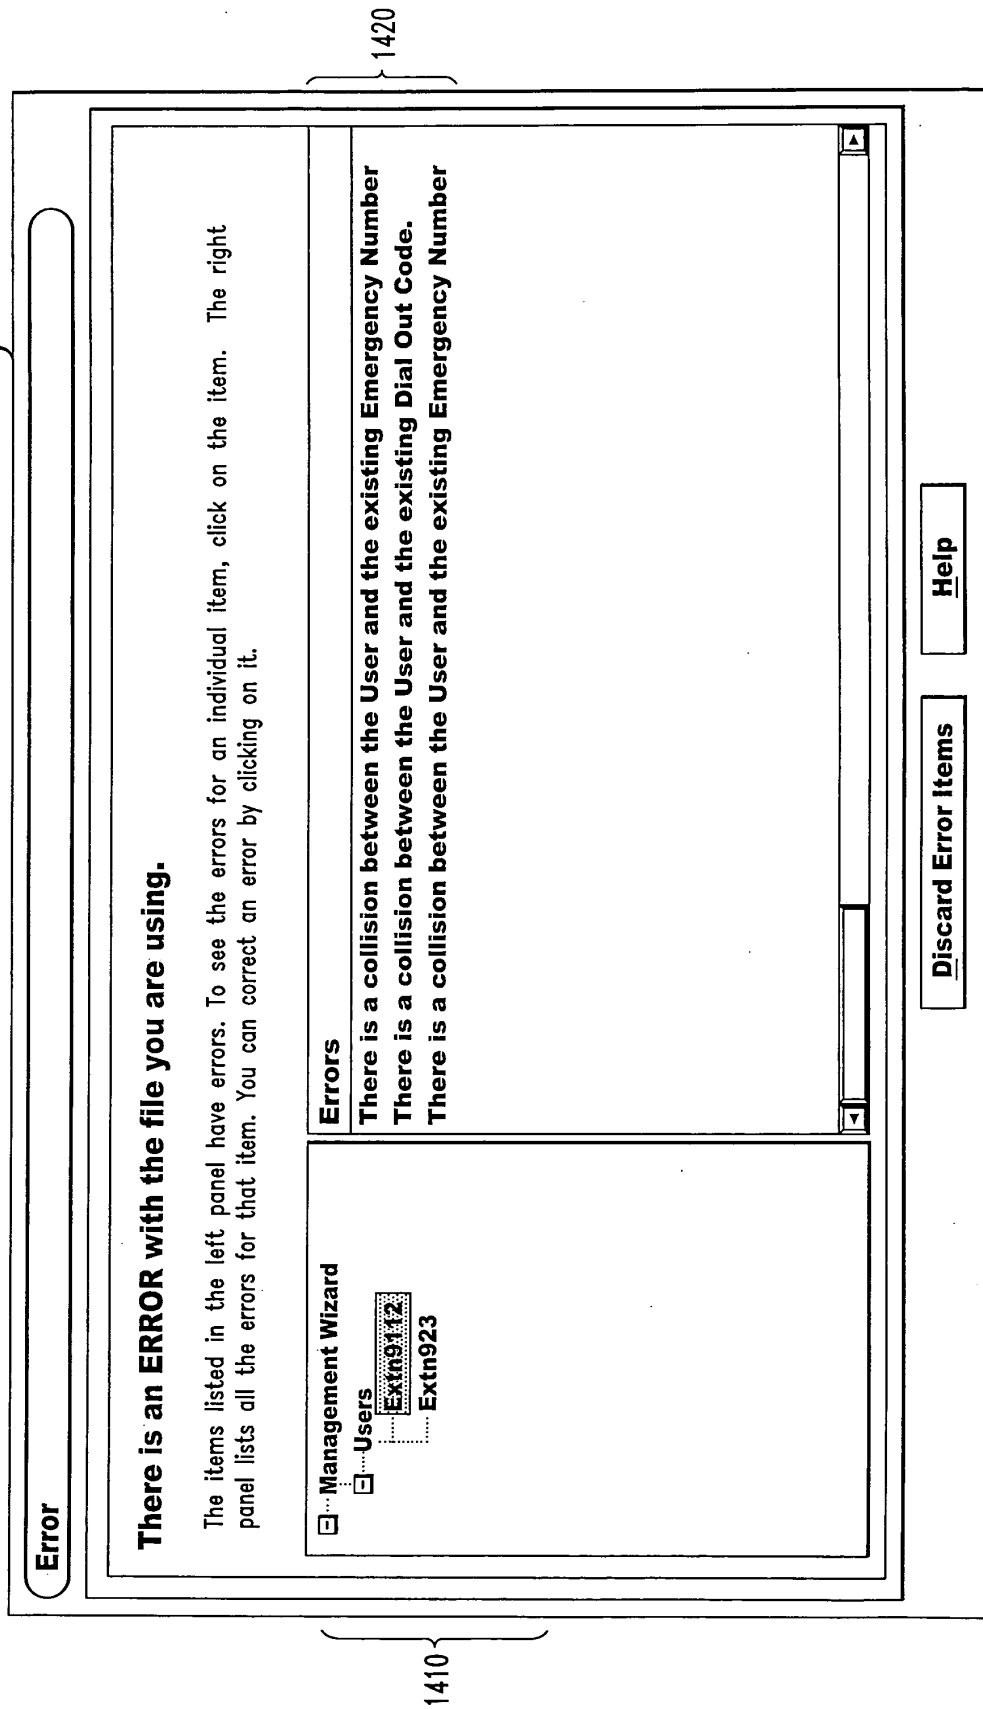 Error
There is an ERROR with the file you are using.
The items listed in the left panel have errors. To see the errors for an individual item, click on the item. The right
panel lists all the errors for that item. You can correct an error by clicking on it.
Management Wizard
Users
Extn9112
Extn923
Errors
There is a collision between the User and the existing Emergency Number
There is a collision between the User and the existing Dial Out Code.
There is a collision between the User and the existing Emergency Number
Discard Error Items
Help
1410
1420